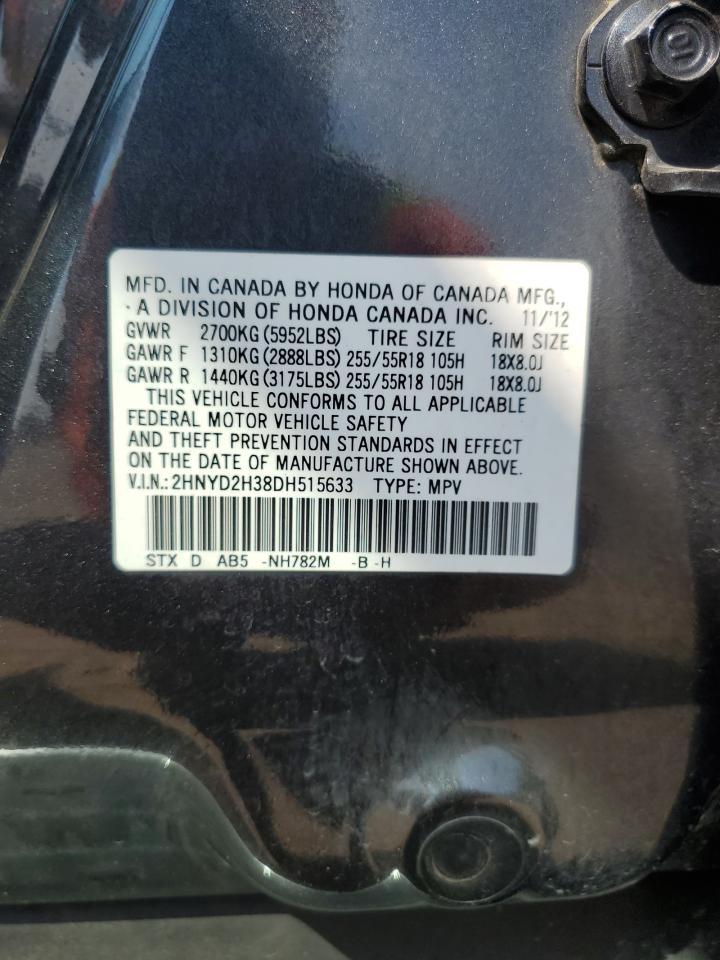 MFD. IN CANADA BY HONDA OF CANADA MFG.,
A DIVISION OF HONDA CANADA INC. 11/'12
GVWR 2700KG (5952LBS) TIRE SIZE RIM SIZE
GAWR F 1310KG (2888LBS) 255/55R18 105H 18X8.0J
GAWR R 1440KG (3175LBS) 255/55R18 105H 18X8.0J
THIS VEHICLE CONFORMS TO ALL APPLICABLE
FEDERAL MOTOR VEHICLE SAFETY
AND THEFT PREVENTION STANDARDS IN EFFECT
ON THE DATE OF MANUFACTURE SHOWN ABOVE.
V.I.N.: 2HNYD2H38DH515633 TYPE: MPV
STX D AB5 -NH782M -B -H